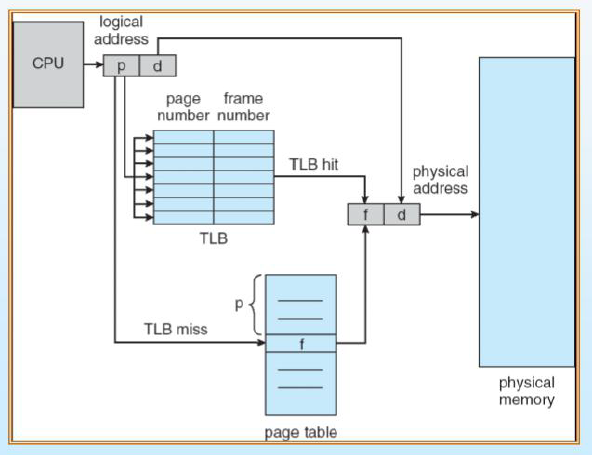 logical
address
CPU
p d
page frame
number number
TLB hit
physical
address
f d
TLB
p
TLB miss
f
physical
memory
page table